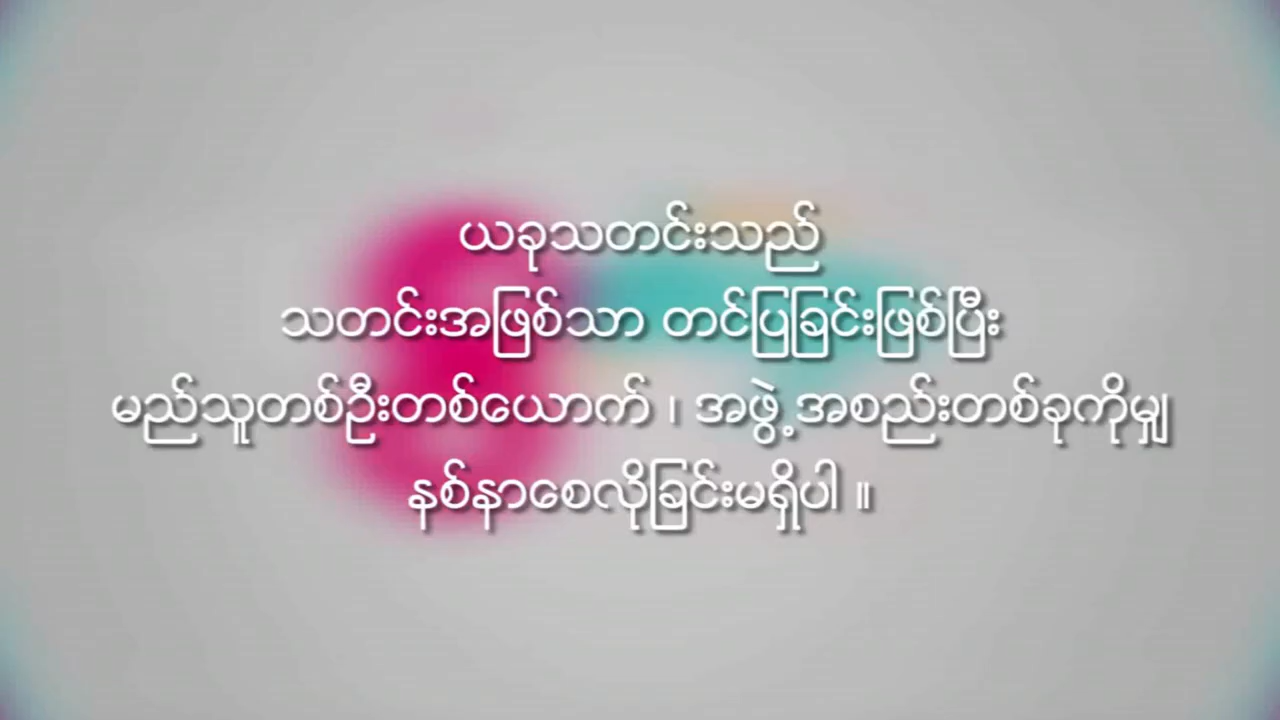 ယခုသတင်းသည်
သတင်းအဖြစ်သာ တင်ပြခြင်းဖြစ်ပြီး
မည်သူတစ်ဦးတစ်ယောက် ၊ အဖွဲ့အစည်းတစ်ခုကိုမျှ
နစ်နာစေလိုခြင်းမရှိပါ ။